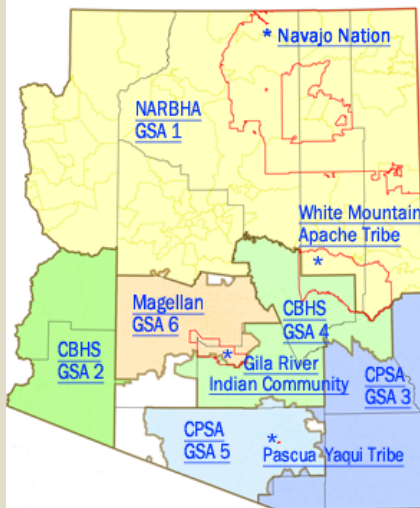 * Navajo Nation
NARBHA
GSA 1
White Mountain
Apache Tribe
*
Magellan
GSA 6
CBHS
GSA 4
CBHS
GSA 2
* Gila River
Indian Community
CPSA
GSA 3
CPSA
GSA 5
*
Pascua Yaqui Tribe